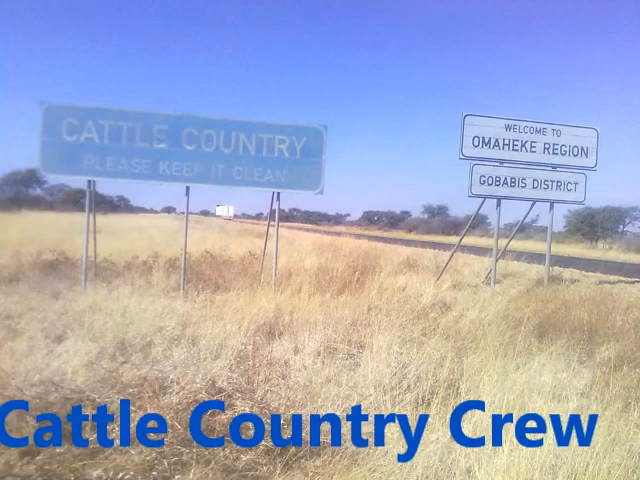 CATTLE COUNTRY
PLEASE KEEP IT CLEAN
WELCOME TO
OMAHEKE REGION
GOBABIS DISTRICT
Cattle Country Crew